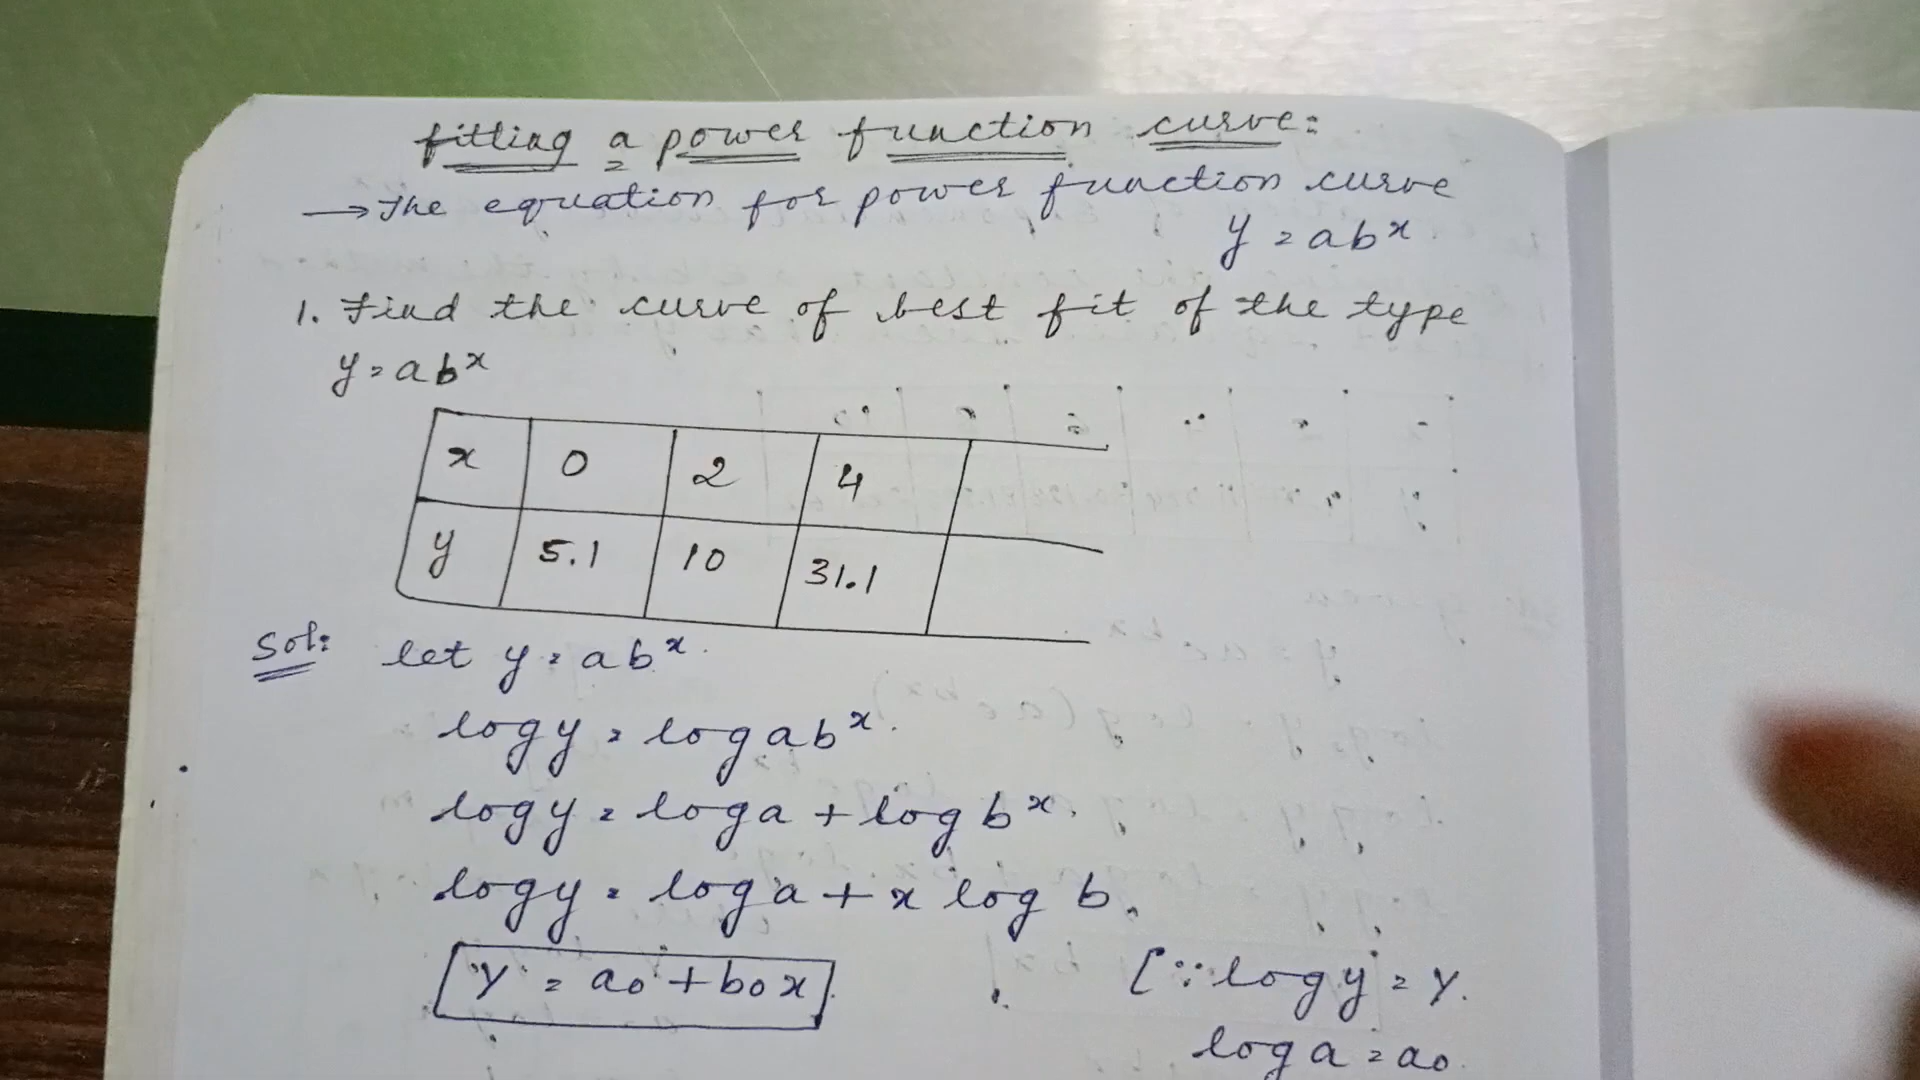 fitting a power function curve:
→ The equation for power function curve
y = ab^x.
1. Find the curve of best fit of the type
y = ab^x
x 0 2 4
y 5.1 10 31.1
Sol: let y = ab^x.
log y = log ab^x.
log y = log a + log b^x.
log y = log a + x log b.
Y = a₀ + b₀x [∵ log y = Y.
log a = a₀.